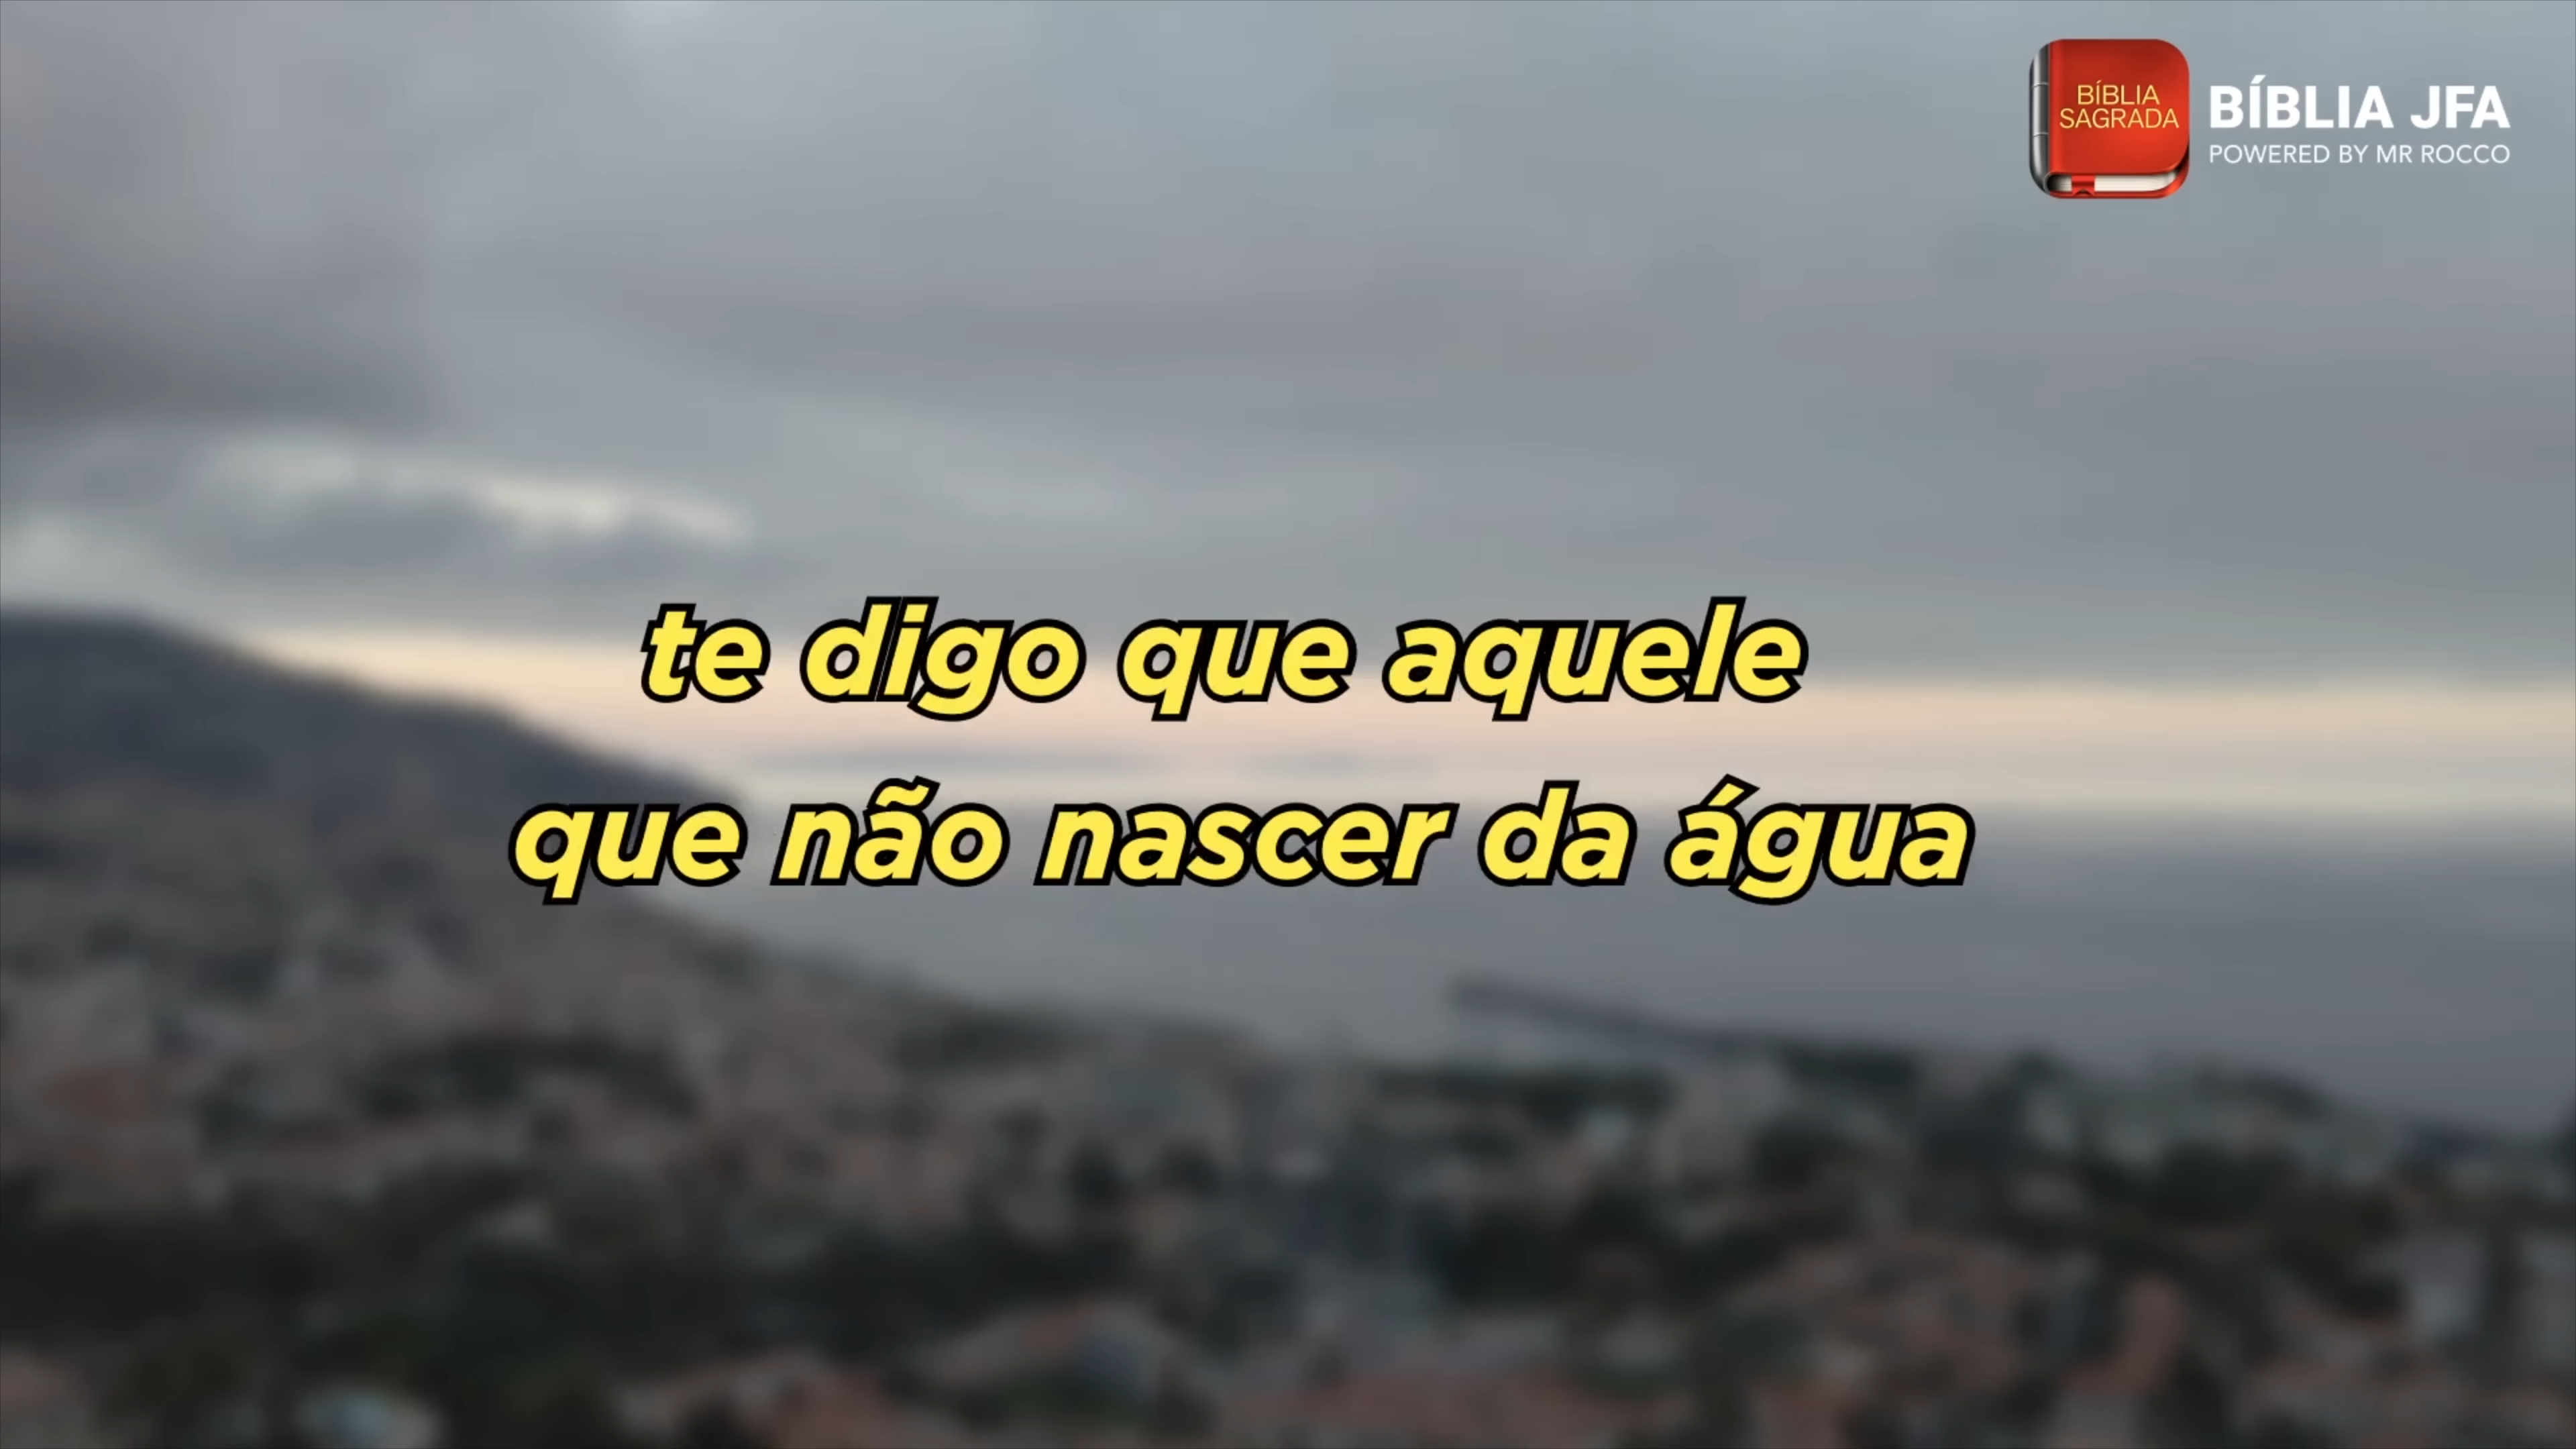 BÍBLIA
SAGRADA
BÍBLIA JFA
POWERED BY MR ROCCO
te digo que aquele
que não nascer da água